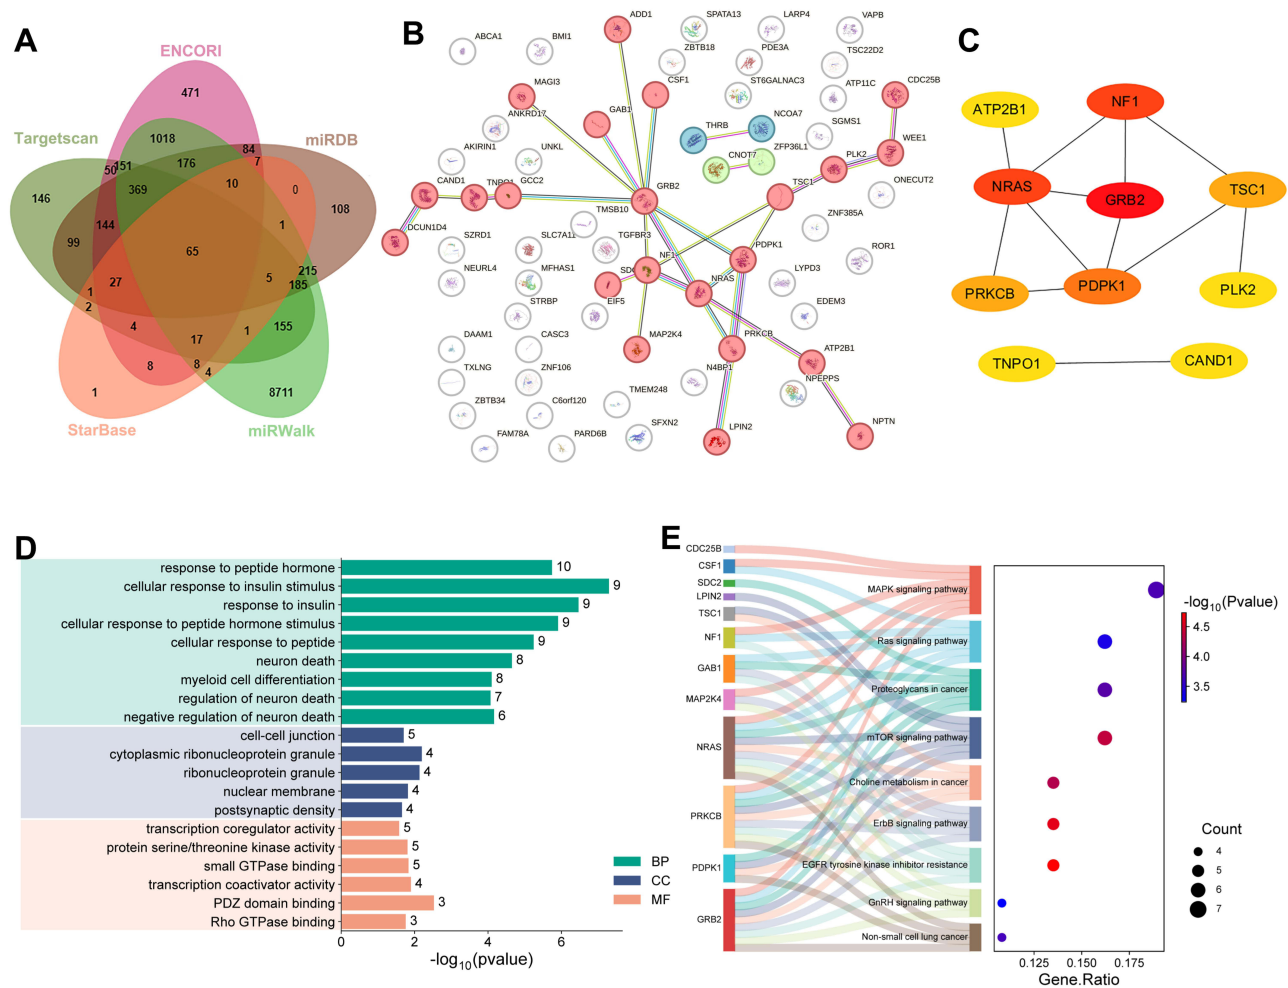 A
ENCORI
471
Targetscan
1018
84
miRDB
50
151
176
7
146
369
10
0
108
144
1
99
65
27
5
215
185
1
2
4
17
1
155
8
8
4
1
8711
StarBase
miRWalk
B
ADD1
SPATA13
LARP4
VAPB
ABCA1
BMI1
ZBTB18
PDE3A
TSC22D2
MAGI3
CSF1
ST6GALNAC3
ATP11C
CDC25B
GAB1
ANKRD17
THRB
NCOA7
SGMS1
WEE1
AKIRIN1
UNKL
CNOT7
ZFP36L1
PLK2
CAND1
TNPO1
GCC2
GRB2
TSC1
ONECUT2
TMSB10
ZNF385A
DCUN1D4
SZRD1
SLC7A11
TGFBR3
PDPK1
ROR1
NEURL4
MFHAS1
NF1
NRAS
LYPD3
STRBP
EIF5
EDEM3
DAAM1
CASC3
MAP2K4
PRKCB
ATP2B1
TXLNG
ZNF106
TMEM248
N4BP1
NPEPPS
ZBTB34
C6orf120
SFXN2
LPIN2
NPTN
FAM78A
PARD6B
C
ATP2B1
NF1
NRAS
GRB2
TSC1
PRKCB
PDPK1
PLK2
TNPO1
CAND1
D
response to peptide hormone 10
cellular response to insulin stimulus 9
response to insulin 9
cellular response to peptide hormone stimulus 9
cellular response to peptide 9
neuron death 8
myeloid cell differentiation 8
regulation of neuron death 7
negative regulation of neuron death 6
cell-cell junction 5
cytoplasmic ribonucleoprotein granule 4
ribonucleoprotein granule 4
nuclear membrane 4
postsynaptic density 4
transcription coregulator activity 5
protein serine/threonine kinase activity 5
small GTPase binding 5
transcription coactivator activity 4
PDZ domain binding 3
Rho GTPase binding 3
0 2 4 6
-log10(pvalue)
BP
CC
MF
E
CDC25B
CSF1
SDC2
LPIN2
TSC1
NF1
GAB1
MAP2K4
NRAS
PRKCB
PDPK1
GRB2
MAPK signaling pathway
Ras signaling pathway
Proteoglycans in cancer
mTOR signaling pathway
Choline metabolism in cancer
ErbB signaling pathway
EGFR tyrosine kinase inhibitor resistance
GnRH signaling pathway
Non-small cell lung cancer
0.125 0.150 0.175
Gene.Ratio
-log10(Pvalue)
4.5
4.0
3.5
Count
4
5
6
7